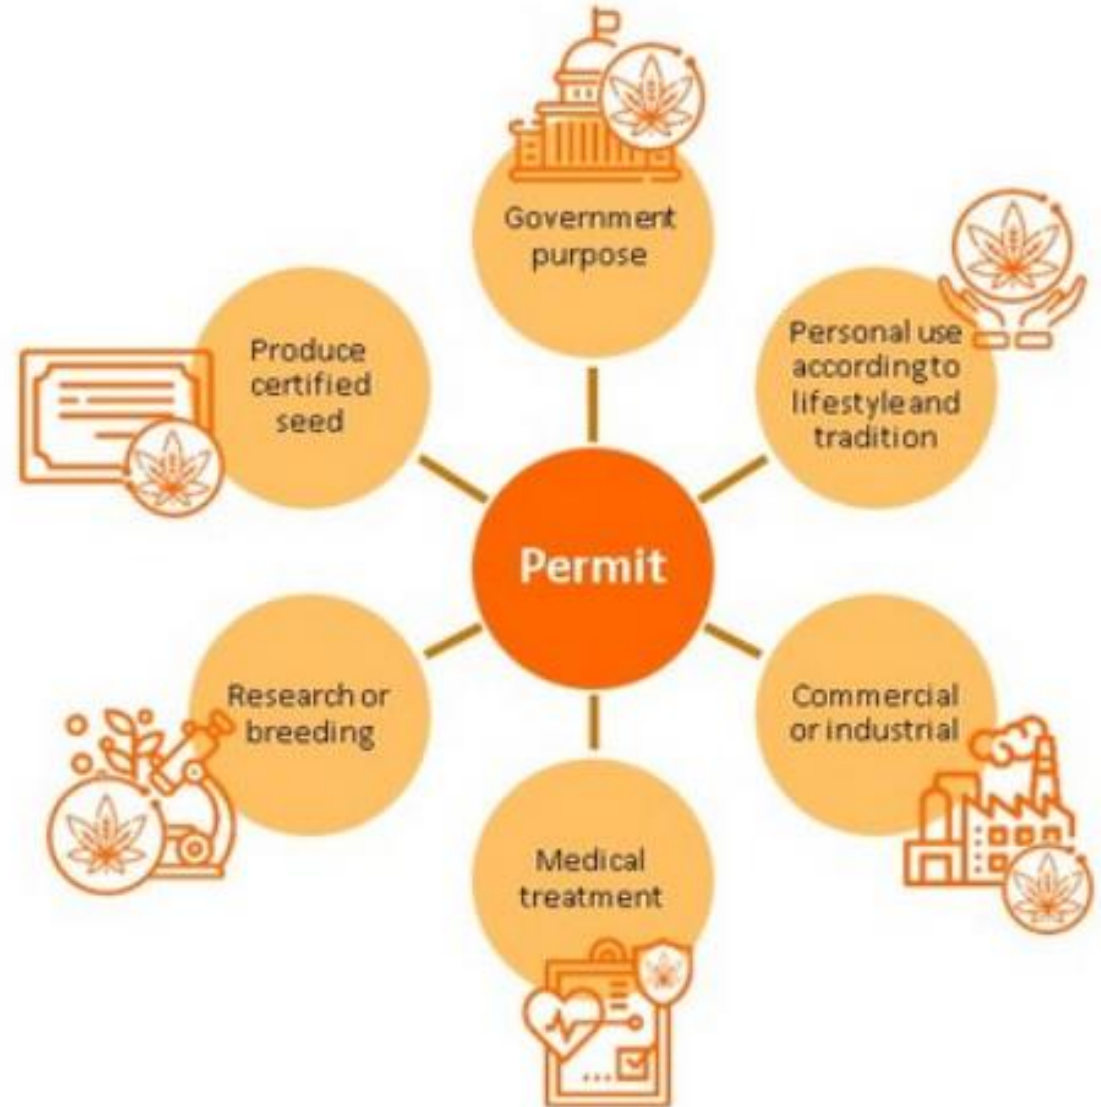 Government
purpose
Personal use
according to
lifestyle and
tradition
Commercial
or industrial
Medical
treatment
Research or
breeding
Produce
certified
seed
Permit